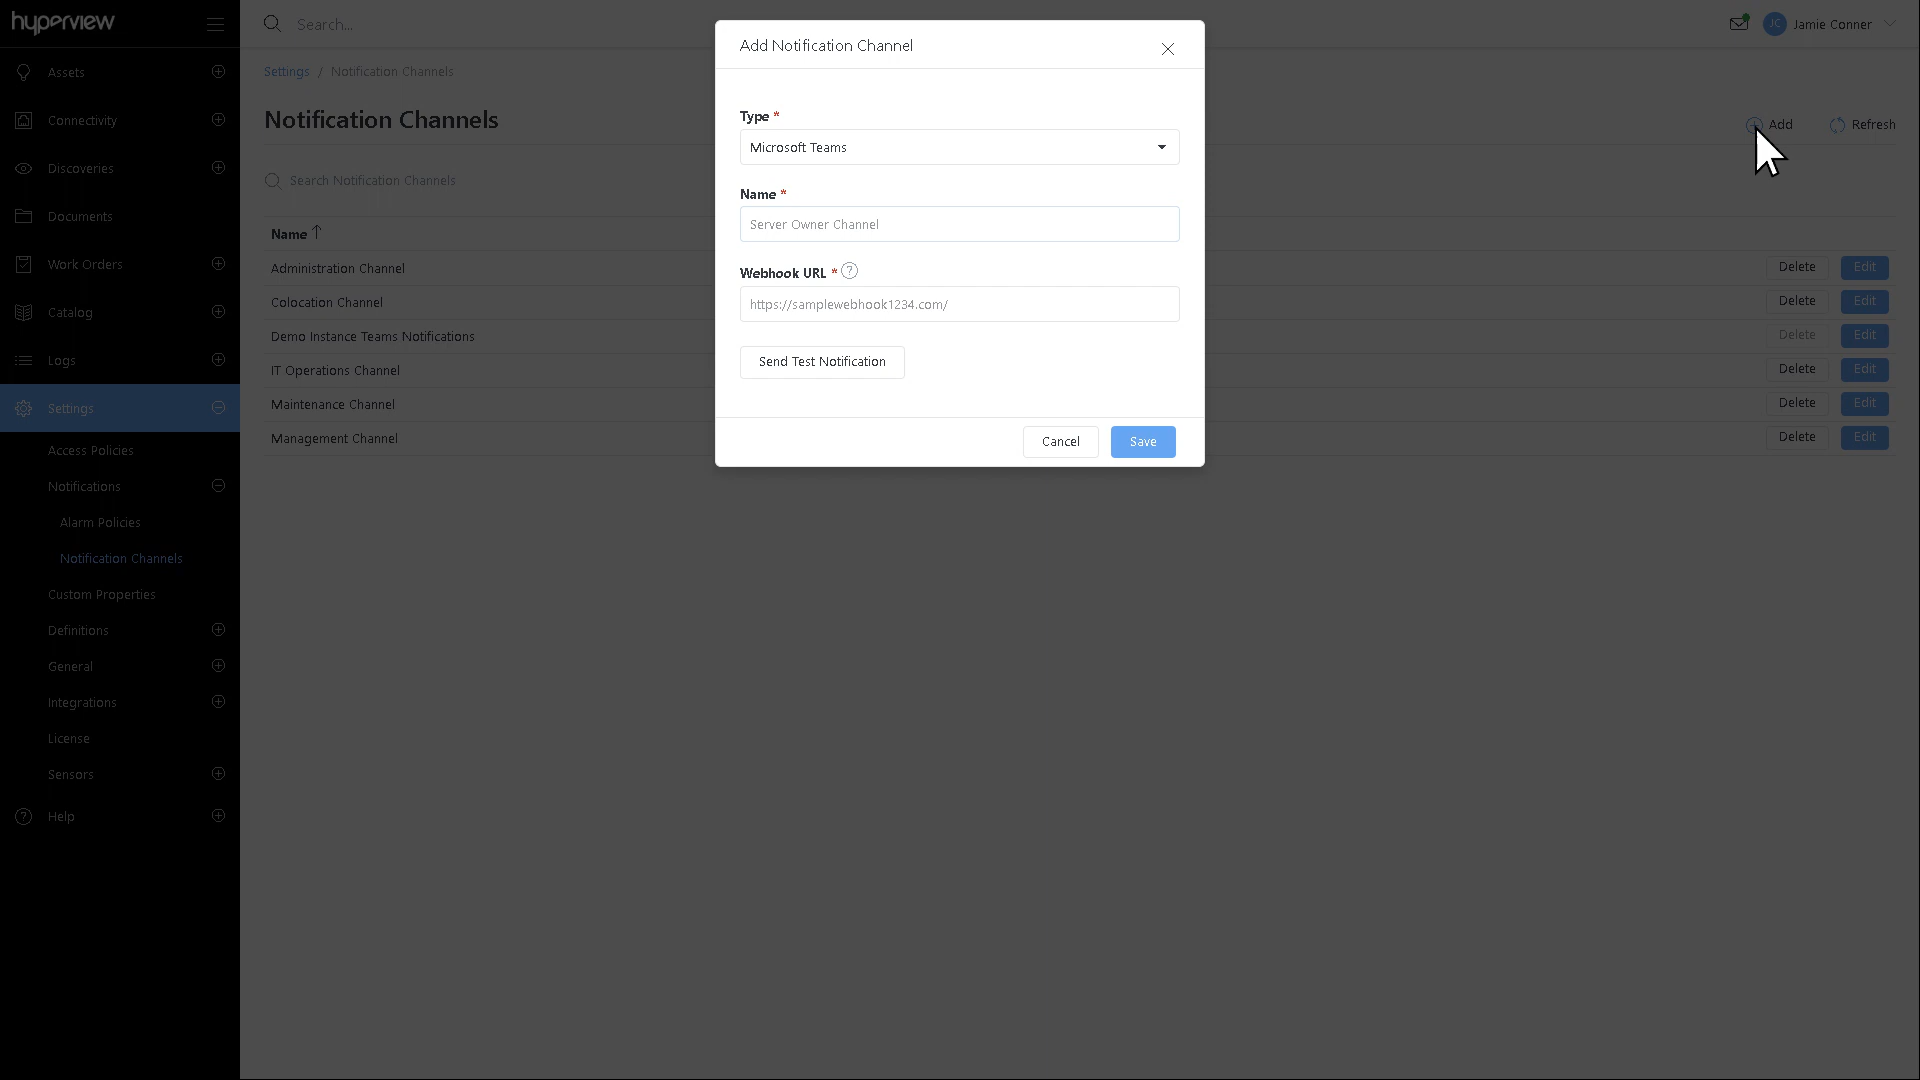 hyperview
Search...
JC
Jamie Conner
Assets
Connectivity
Discoveries
Documents
Work Orders
Catalog
Logs
Settings
Access Policies
Notifications
Alarm Policies
Notification Channels
Custom Properties
Definitions
General
Integrations
License
Sensors
Help
Settings / Notification Channels
Notification Channels
Add
Refresh
Search Notification Channels
Name
Administration Channel
Delete
Edit
Colocation Channel
Delete
Edit
Demo Instance Teams Notifications
Delete
Edit
IT Operations Channel
Delete
Edit
Maintenance Channel
Delete
Edit
Management Channel
Delete
Edit
Add Notification Channel
Type *
Microsoft Teams
Name *
Server Owner Channel
Webhook URL * ?
https://samplewebhook1234.com/
Send Test Notification
Cancel
Save